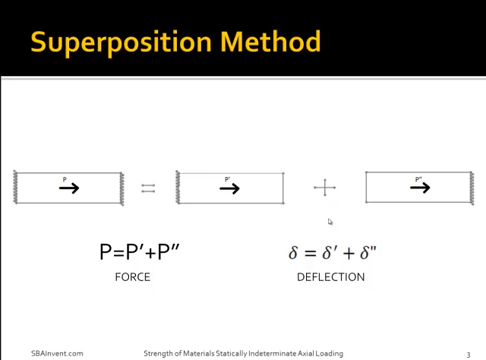 Superposition Method
P = P' + P"
P=P′+P″
FORCE
δ = δ' + δ"
DEFLECTION
SBAInvent.com
Strength of Materials Statically Indeterminate Axial Loading
3